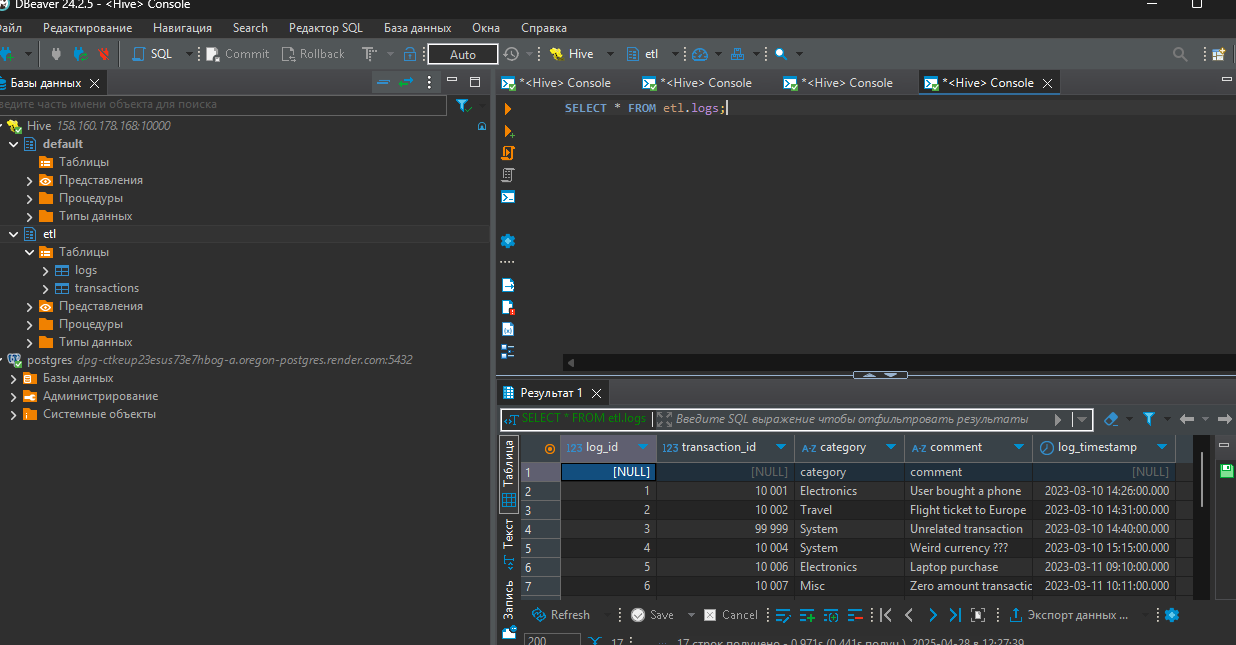 DBeaver 24.2.5 - <Hive> Console
айл Редактирование Навигация Search Редактор SQL База данных Окна Справка
SQL Commit Rollback Auto Hive etl
Базы данных
ведите часть имени объекта для поиска
Hive 158.160.178.168:10000
default
Таблицы
Представления
Процедуры
Типы данных
etl
Таблицы
logs
transactions
Представления
Процедуры
Типы данных
postgres dpg-ctkeup23esus73e7hbog-a.oregon-postgres.render.com:5432
Базы данных
Администрирование
Системные объекты
*<Hive> Console *<Hive> Console *<Hive> Console *<Hive> Console
SELECT * FROM etl.logs;
Результат 1
SELECT * FROM etl.logs Введите SQL выражение чтобы отфильтровать результаты
Таблица
Текст
Запись
123 log_id 123 transaction_id A-Z category A-Z comment log_timestamp
1 [NULL] [NULL] category comment [NULL]
2 1 10 001 Electronics User bought a phone 2023-03-10 14:26:00.000
3 2 10 002 Travel Flight ticket to Europe 2023-03-10 14:31:00.000
4 3 99 999 System Unrelated transaction 2023-03-10 14:40:00.000
5 4 10 004 System Weird currency ??? 2023-03-10 15:15:00.000
6 5 10 006 Electronics Laptop purchase 2023-03-11 09:10:00.000
7 6 10 007 Misc Zero amount transactic 2023-03-11 10:11:00.000
Refresh Save Cancel Экспорт данных ...
200 17 17 строк получено - 0.971s (0.441s получ.), 2025-04-28 в 12:27:39